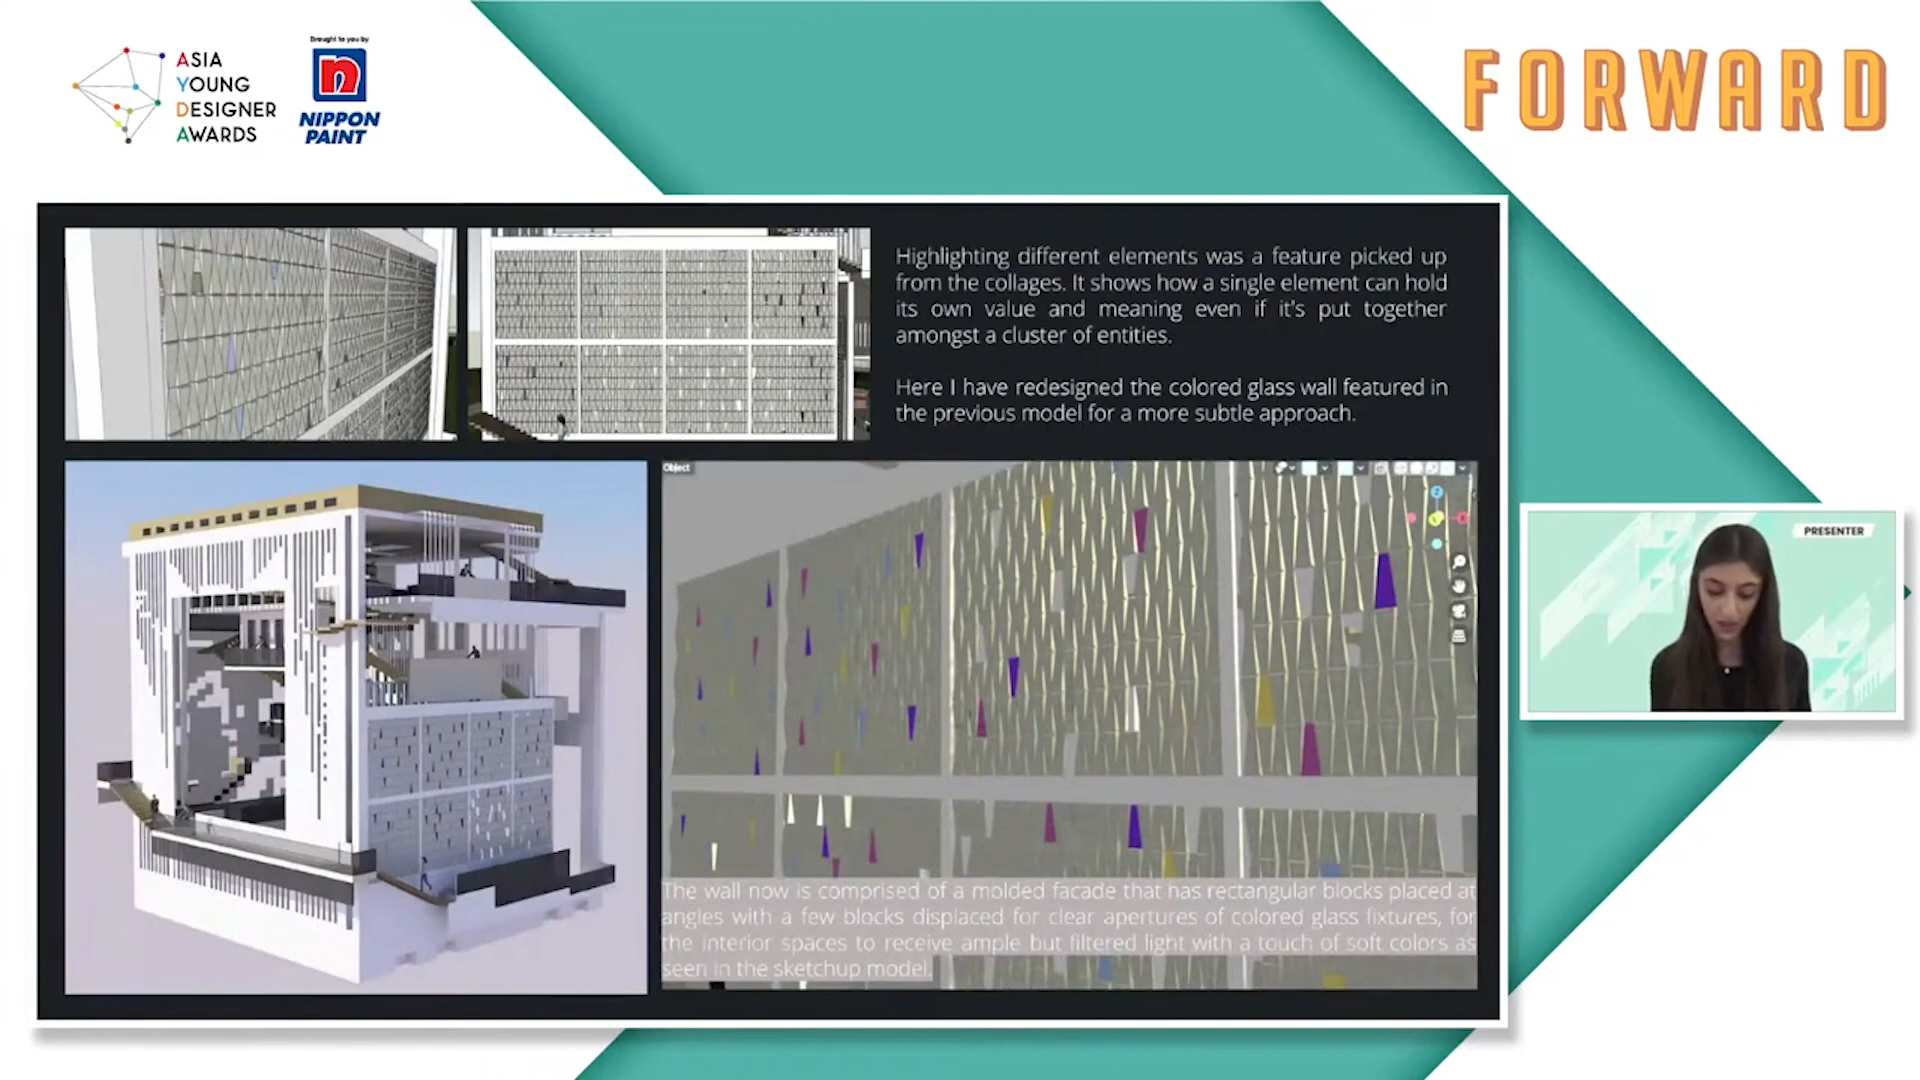 ASIA
YOUNG
DESIGNER
AWARDS
Brought to you by
n
NIPPON
PAINT
FORWARD
Highlighting different elements was a feature picked up
from the collages. It shows how a single element can hold
its own value and meaning even if it's put together
amongst a cluster of entities.
Here I have redesigned the colored glass wall featured in
the previous model for a more subtle approach.
Object
Z
PRESENTER
The wall now is comprised of a molded facade that has rectangular blocks placed at
angles with a few blocks displaced for clear apertures of colored glass fixtures, for
the interior spaces to receive ample but filtered light with a touch of soft colors as
seen in the sketchup model.